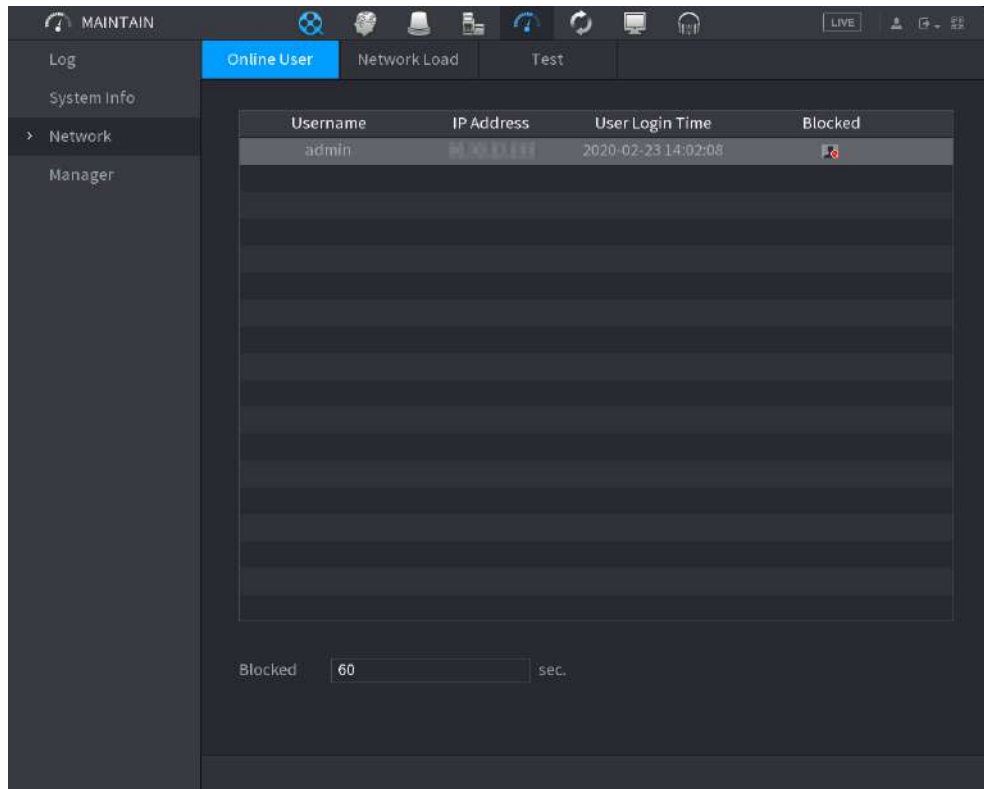 MAINTAIN LIVE
Log
System Info
Network
Manager
Online User Network Load Test
Username IP Address User Login Time Blocked
admin 2020-02-23 14:02:08
Blocked 60 sec.